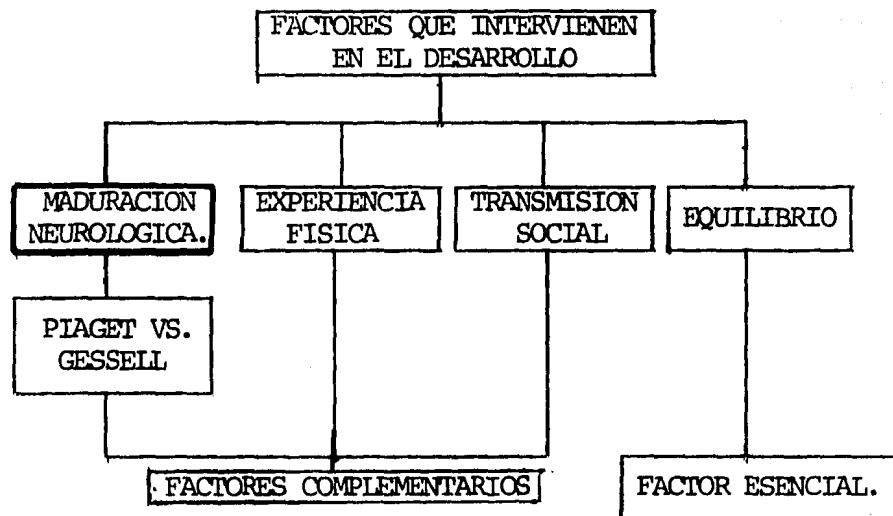 FACTORES QUE INTERVIENEN
EN EL DESARROLLO
MADURACION
NEUROLOGICA.
EXPERIENCIA
FISICA
TRANSMISION
SOCIAL
EQUILIBRIO
PIAGET VS.
GESSELL
FACTORES COMPLEMENTARIOS
FACTOR ESENCIAL.